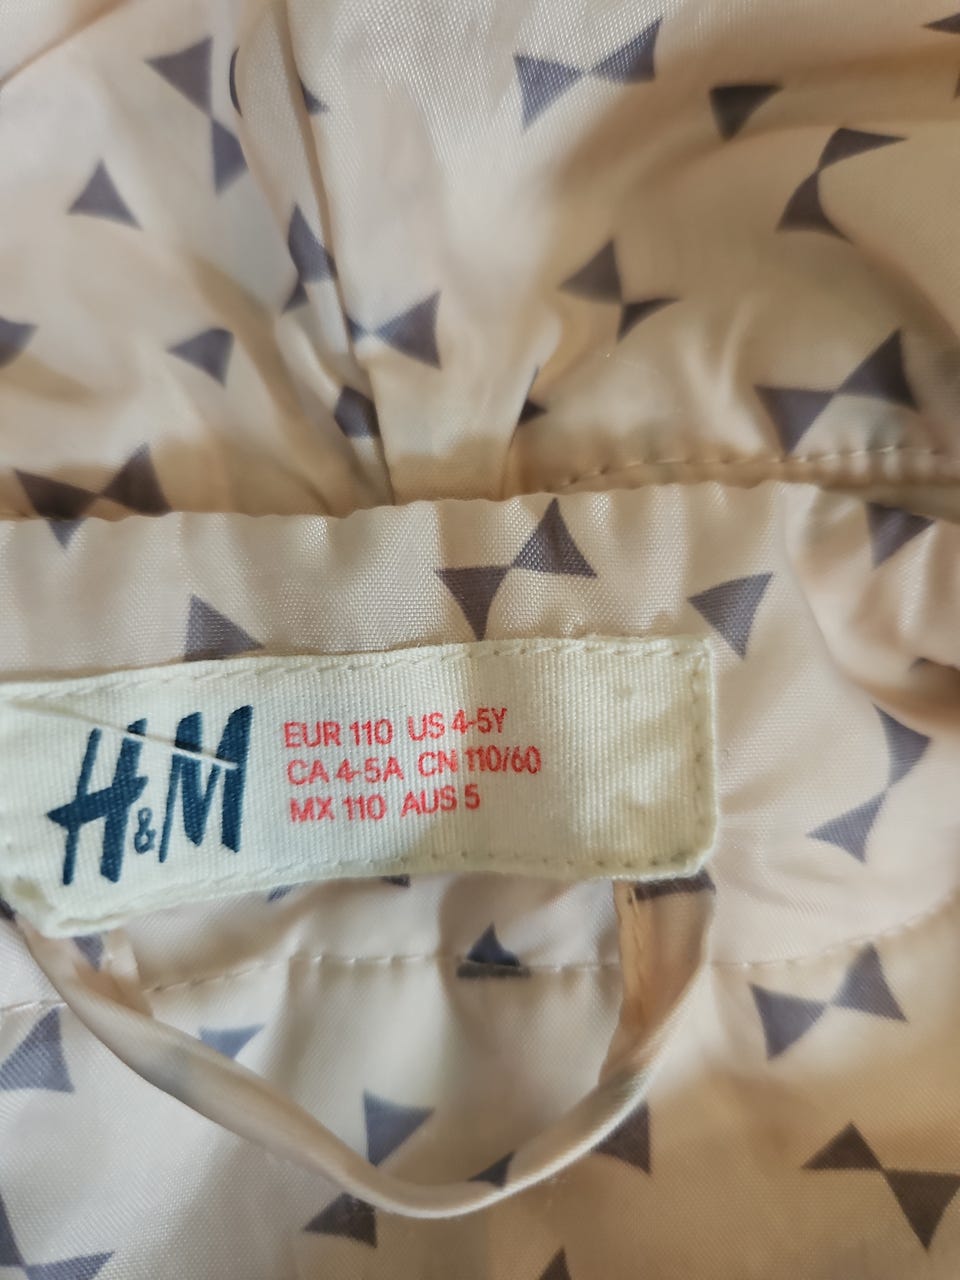 H&M
EUR 110 US 4-5Y
CA 4-5A CN 110/60
MX 110 AUS 5